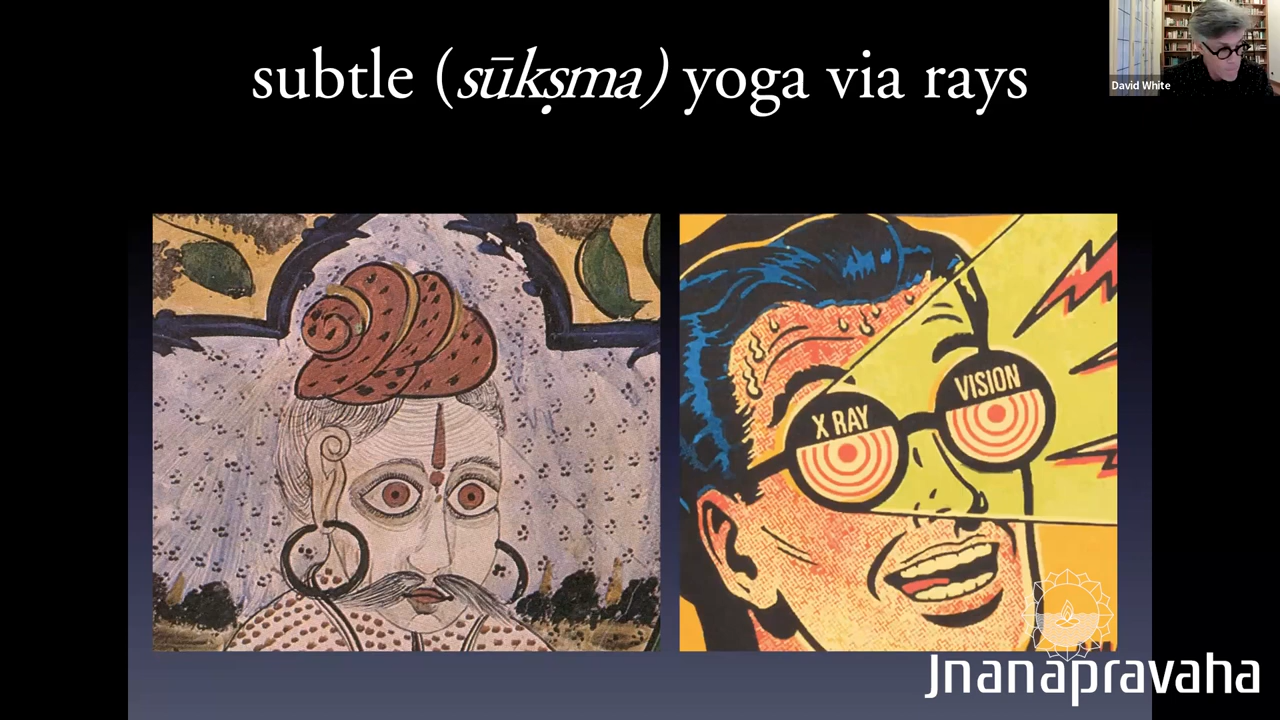 subtle (sūkṣma) yoga via rays
David White
X RAY
VISION
Jnanapravaha